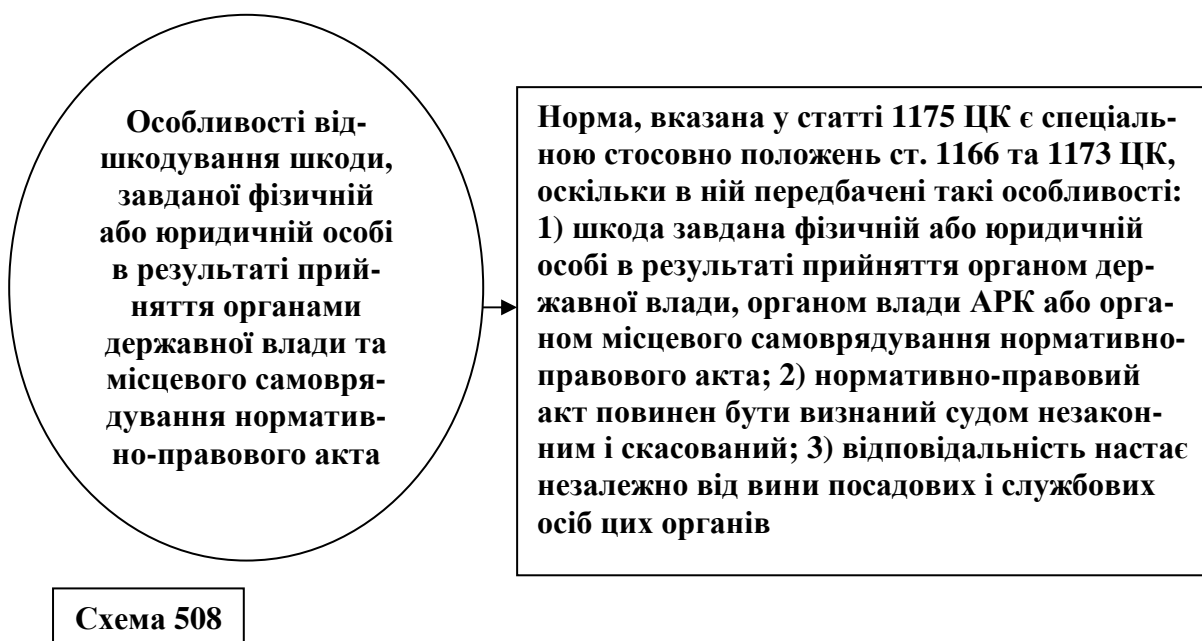 Особливості від-
шкодування шкоди,
завданої фізичній
або юридичній особі
в результаті прий-
няття органами
державної влади та
місцевого самовря-
дування норматив-
но-правового акта
Норма, вказана у статті 1175 ЦК є спеціаль-
ною стосовно положень ст. 1166 та 1173 ЦК,
оскільки в ній передбачені такі особливості:
1) шкода завдана фізичній або юридичній
особі в результаті прийняття органом дер-
жавної влади, органом влади АРК або орга-
ном місцевого самоврядування нормативно-
правового акта; 2) нормативно-правовий
акт повинен бути визнаний судом незакон-
ним і скасований; 3) відповідальність настає
незалежно від вини посадових і службових
осіб цих органів
Схема 508